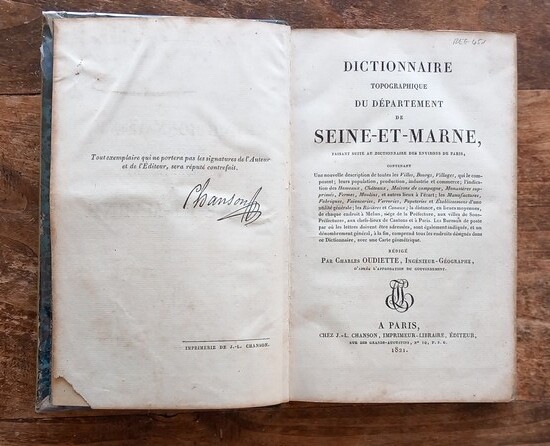 Tout exemplaire qui ne portera pas les signatures de l'Auteur
et de l'Éditeur, sera réputé contrefait.
Chanson
IMPRIMERIE DE J.-L. CHANSON.
DICTIONNAIRE
TOPOGRAPHIQUE
DU DÉPARTEMENT
DE
SEINE-ET-MARNE,
FAISANT SUITE AU DICTIONNAIRE DES ENVIRONS DE PARIS,
CONTENANT
Une nouvelle description de toutes les Villes, Bourgs, Villages, qui le com-
posent; leurs population, production, industrie et commerce; l'indica-
tion des Hameaux, Châteaux, Maisons de campagne, Monastères sup-
primés, Fermes, Moulins, et autres lieux à l'écart; les Manufactures,
Fabriques, Faïenceries, Verreries, Papeteries et Établissemens d'une
utilité générale; les Rivières et Canaux; la distance, en lieues moyennes,
de chaque endroit à Melun, siège de la Préfecture, aux villes de Sous-
Préfectures, aux chefs-lieux de Cantons et à Paris. Les Bureaux de poste
par où les lettres doivent être adressées, sont également indiqués, et un
dénombrement général, à la fin, comprend tous les endroits désignés dans
ce Dictionnaire, avec une Carte géométrique.
RÉDIGÉ
PAR CHARLES OUDIETTE, INGÉNIEUR-GÉOGRAPHE,
D'APRÈS L'APPROBATION DU GOUVERNEMENT.
A PARIS,
CHEZ J.-L. CHANSON, IMPRIMEUR-LIBRAIRE, ÉDITEUR,
RUE DES GRANDS-AUGUSTINS, N° 10, F. S. G.
1821.